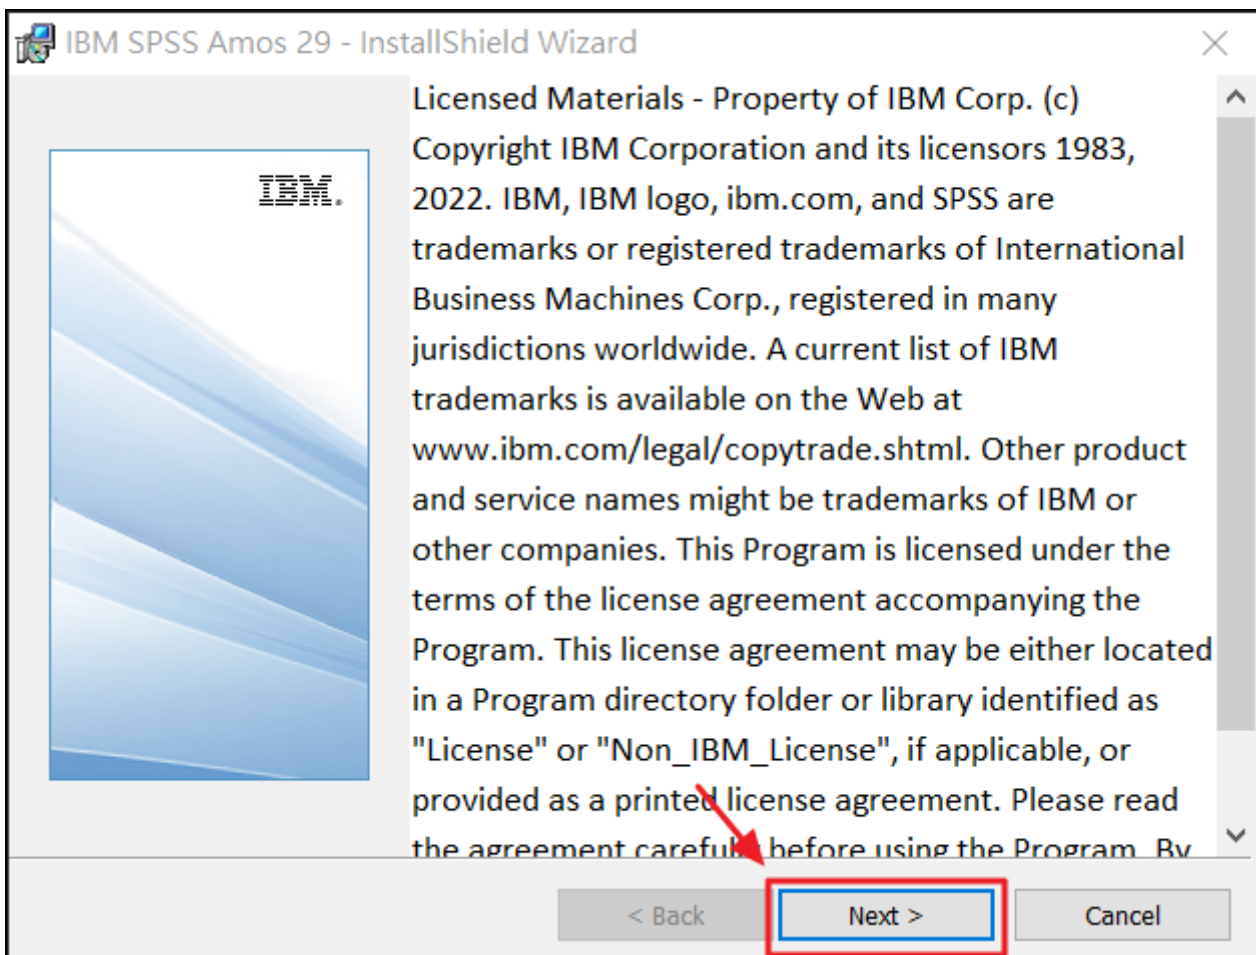 IBM SPSS Amos 29 - InstallShield Wizard
IBM.
Licensed Materials - Property of IBM Corp. (c)
Copyright IBM Corporation and its licensors 1983,
2022. IBM, IBM logo, ibm.com, and SPSS are
trademarks or registered trademarks of International
Business Machines Corp., registered in many
jurisdictions worldwide. A current list of IBM
trademarks is available on the Web at
www.ibm.com/legal/copytrade.shtml. Other product
and service names might be trademarks of IBM or
other companies. This Program is licensed under the
terms of the license agreement accompanying the
Program. This license agreement may be either located
in a Program directory folder or library identified as
"License" or "Non_IBM_License", if applicable, or
provided as a printed license agreement. Please read
the agreement carefully before using the Program. By
< Back
Next >
Cancel